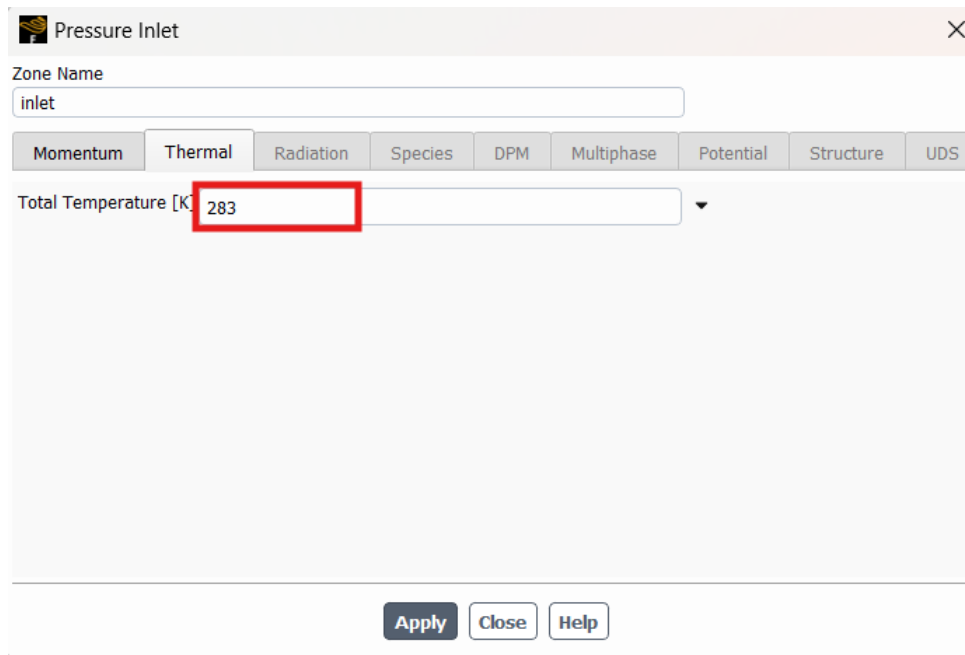 Pressure Inlet
Zone Name
inlet
Momentum Thermal Radiation Species DPM Multiphase Potential Structure UDS
Total Temperature [K] 283
Apply Close Help